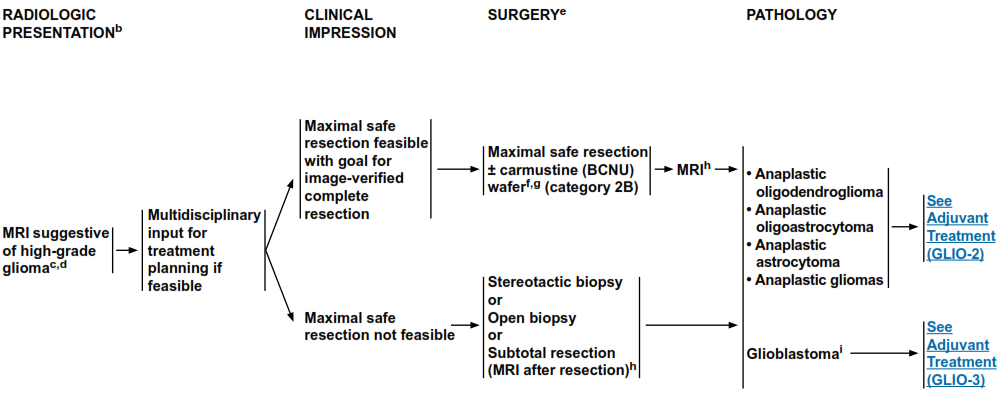 RADIOLOGIC
PRESENTATIONb
CLINICAL
IMPRESSION
SURGERYe
PATHOLOGY
MRI suggestive
of high-grade
gliomac,d
Multidisciplinary
input for
treatment
planning if
feasible
Maximal safe
resection feasible
with goal for
image-verified
complete
resection
Maximal safe resection
± carmustine (BCNU)
waferf,g (category 2B)
MRIh
Maximal safe
resection not feasible
Stereotactic biopsy
or
Open biopsy
or
Subtotal resection
(MRI after resection)h
• Anaplastic
oligodendroglioma
• Anaplastic
oligoastrocytoma
• Anaplastic
astrocytoma
• Anaplastic gliomas
See
Adjuvant
Treatment
(GLIO-2)
Glioblastomai
See
Adjuvant
Treatment
(GLIO-3)